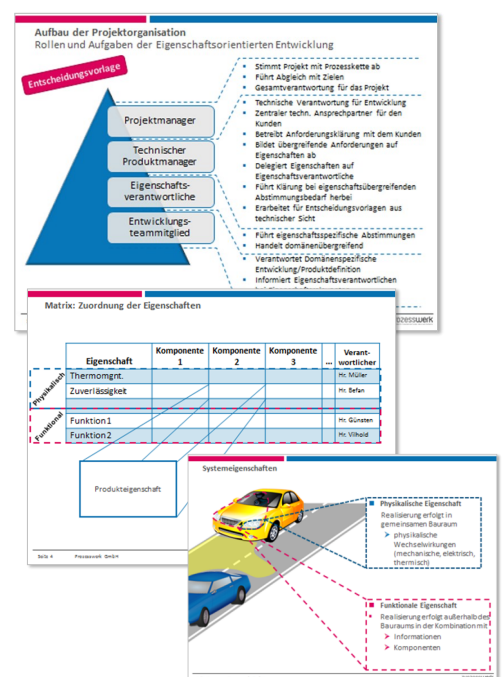 Aufbau der Projektorganisation
Rollen und Aufgaben der Eigenschaftsorientierten Entwicklung
Entscheidungsvorlage
Projektmanager
Technischer
Produktmanager
Eigenschafts-
verantwortliche
Entwicklungs-
teammitglied
Stimmt Projekt mit Prozesskette ab
Führt Abgleich mit Zielen
Gesamtverantwortung für das Projekt
Technische Verantwortung für Entwicklung
Zentraler techn. Ansprechpartner für den
Kunden
Betreibt Anforderungsklärung mit dem Kunden
Bildet übergreifende Anforderungen auf
Eigenschaften ab
Delegiert Eigenschaften auf
Eigenschaftsverantwortliche
Führt Klärung bei eigenschaftsübergreifenden
Abstimmungsbedarf herbei
Erarbeitet für Entscheidungsvorlagen aus
technischer Sicht
Führt eigenschaftsspezifische Abstimmungen
Handelt domänenübergreifend
Verantwortet Domänenspezifische
Entwicklung/Produktdefinition
Informiert Eigenschaftsverantwortlichen
ozesswerk
Matrix: Zuordnung der Eigenschaften
Eigenschaft
Komponente 1
Komponente 2
Komponente 3
...
Verant-
wortlicher
Physikalisch
Thermomgnt.
Hr. Müller
Zuverlässigkeit
Hr. Befan
Funktional
Funktion 1
Hr. Günsten
Funktion 2
Hr. Vilhold
Produkteigenschaft
Seite 4 Prozesswerk GmbH
Systemeigenschaften
Physikalische Eigenschaft
Realisierung erfolgt in
gemeinsamen Bauraum
physikalische
Wechselwirkungen
(mechanische, elektrisch,
thermisch)
Funktionale Eigenschaft
Realisierung erfolgt außerhalb des
Bauraums in der Kombination mit
Informationen
Komponenten